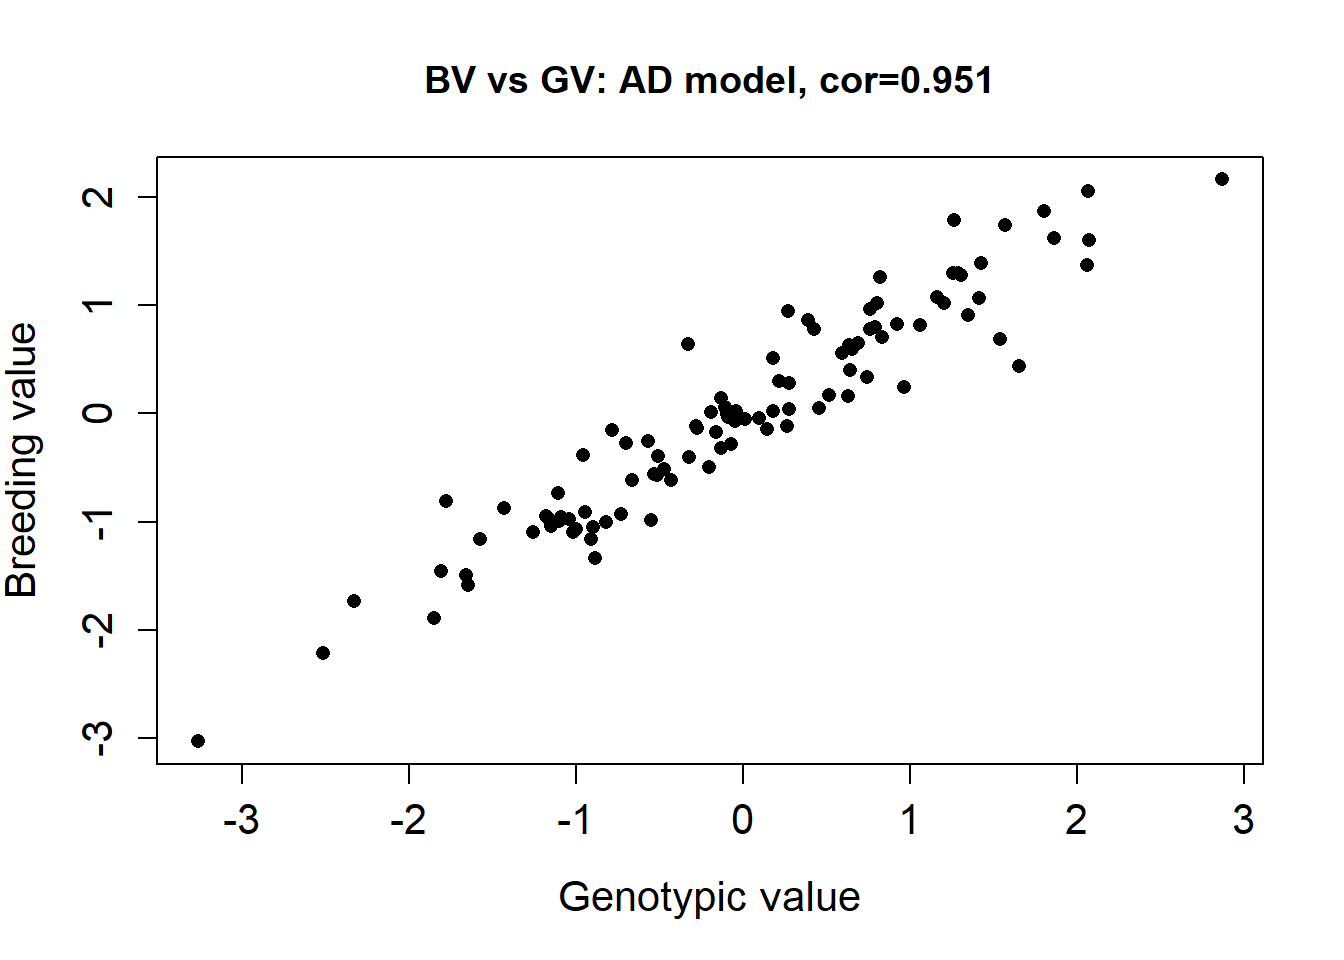 BV vs GV: AD model, cor=0.951
Breeding value
2
1
0
-1
-2
-3
-3 -2 -1 0 1 2 3
Genotypic value